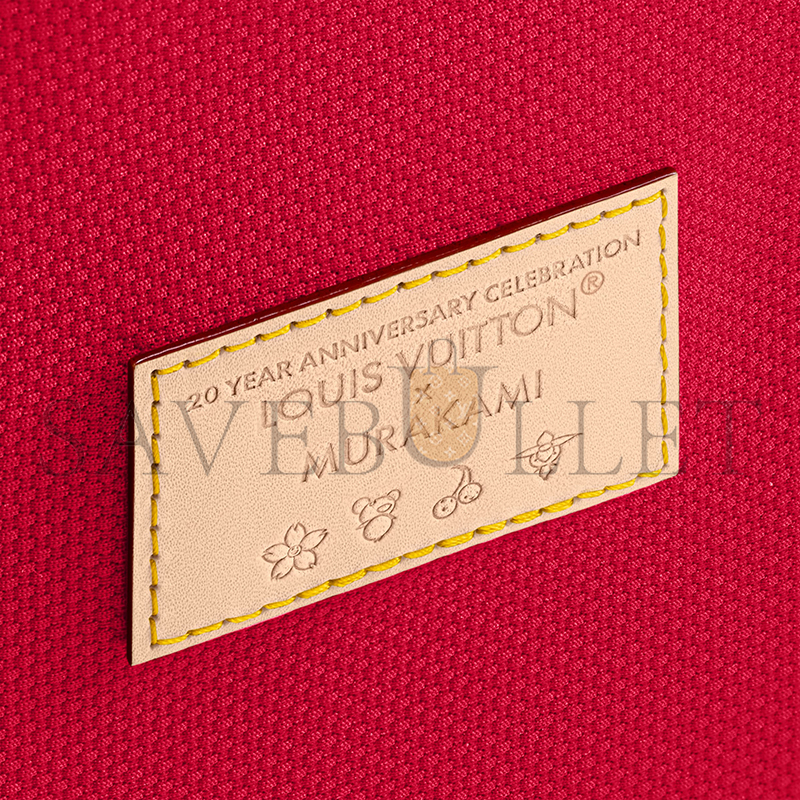 20 YEAR ANNIVERSARY CELEBRATION
LOUIS VUITTON®
×
MURAKAMI
SAVEBULLET